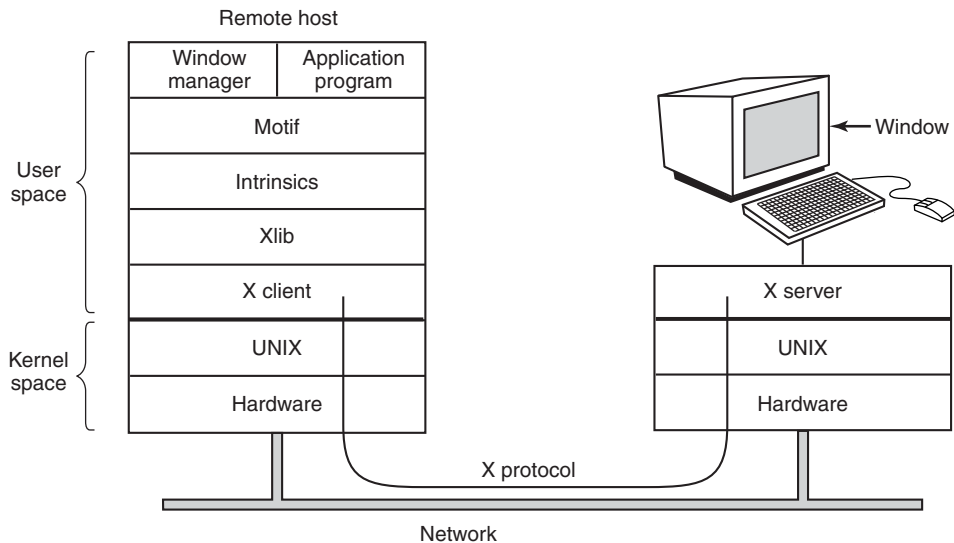 Remote host
Window
manager
Application
program
Motif
Intrinsics
Xlib
X client
UNIX
Hardware
User
space
Kernel
space
Window
X server
UNIX
Hardware
X protocol
Network